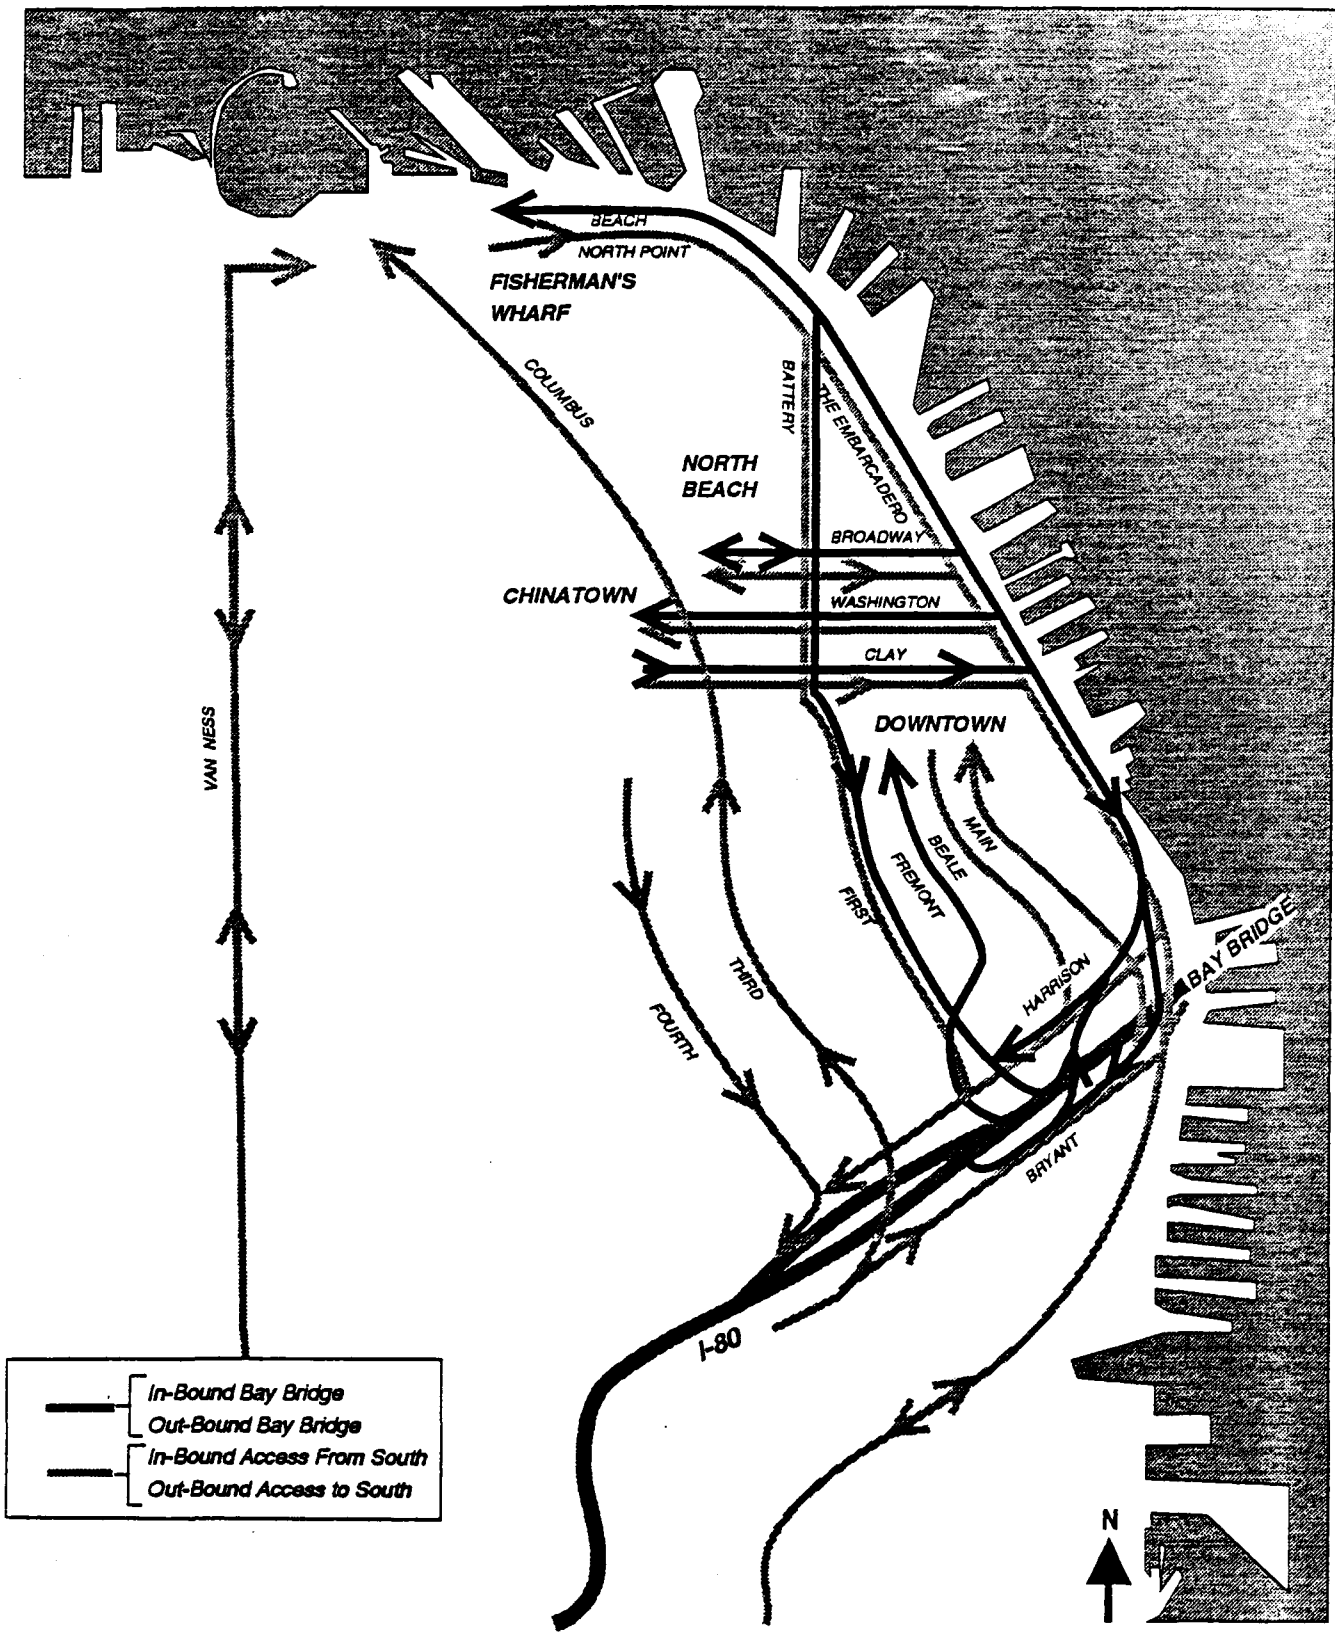 BEACH
NORTH POINT
FISHERMAN'S
WHARF
COLUMBUS
BATTERY
THE EMBARCADERO
NORTH
BEACH
BROADWAY
CHINATOWN
WASHINGTON
CLAY
VAN NESS
DOWNTOWN
MAIN
BEALE
FREMONT
FIRST
BAY BRIDGE
HARRISON
THIRD
FOURTH
BRYANT
I-80
In-Bound Bay Bridge
Out-Bound Bay Bridge
In-Bound Access From South
Out-Bound Access to South
N